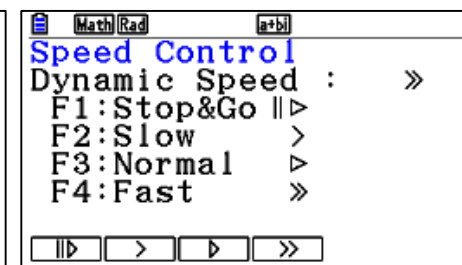 Math Rad a+bi
Speed Control
Dynamic Speed : ≫
F1:Stop&Go ||▷
F2:Slow >
F3:Normal ▷
F4:Fast ≫
||▷ > ▷ >>